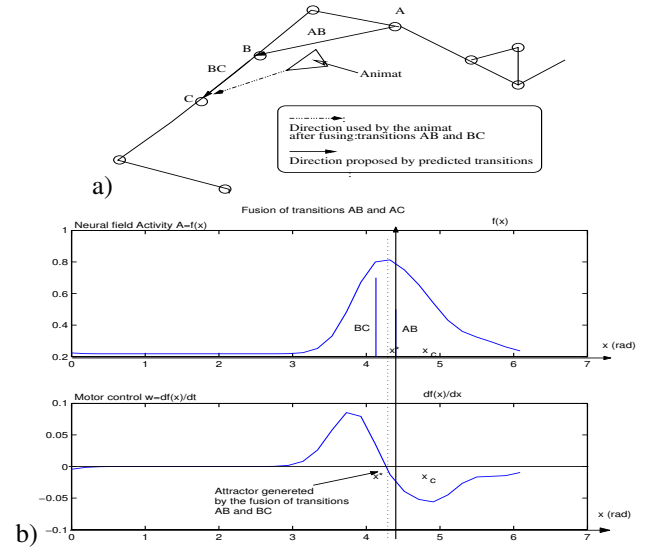 A
AB
B
BC
C
Animat
Direction used by the animat
after fusing:transitions AB and BC
Direction proposed by predicted transitions
a)
Fusion of transitions AB and AC
Neural field Activity A=f(x)
f(x)
1
0.8
0.6
0.4
0.2
BC
AB
x*
x c
x (rad)
0 1 2 3 4 5 6 7
Motor control w=df(x)/dt
df(x)/dx
0.1
0.05
0
−0.05
−0.1
x*
x c
Attractor genereted
by the fusion of transitions
AB and BC
x (rad)
0 1 2 3 4 5 6 7
b)